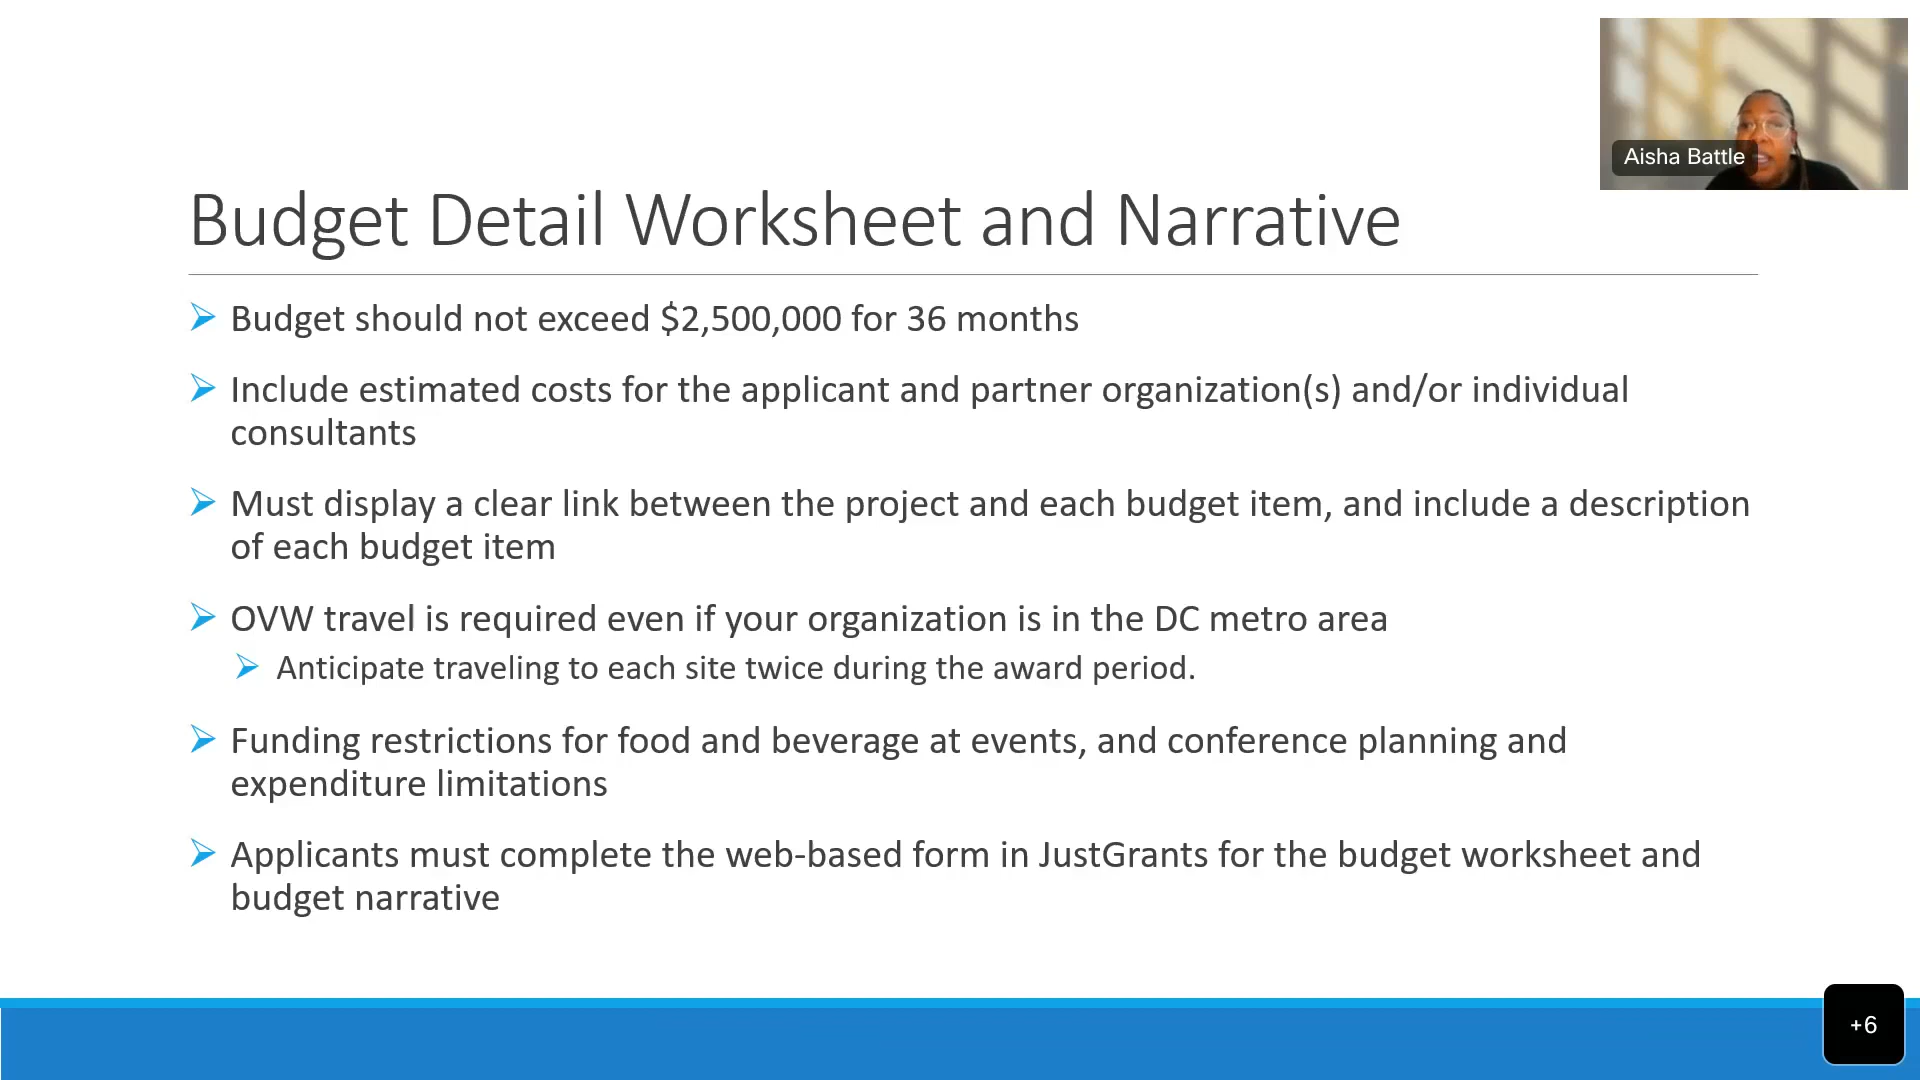 Aisha Battle
Budget Detail Worksheet and Narrative
Budget should not exceed $2,500,000 for 36 months
Include estimated costs for the applicant and partner organization(s) and/or individual
consultants
Must display a clear link between the project and each budget item, and include a description
of each budget item
OVW travel is required even if your organization is in the DC metro area
Anticipate traveling to each site twice during the award period.
Funding restrictions for food and beverage at events, and conference planning and
expenditure limitations
Applicants must complete the web-based form in JustGrants for the budget worksheet and
budget narrative
+6